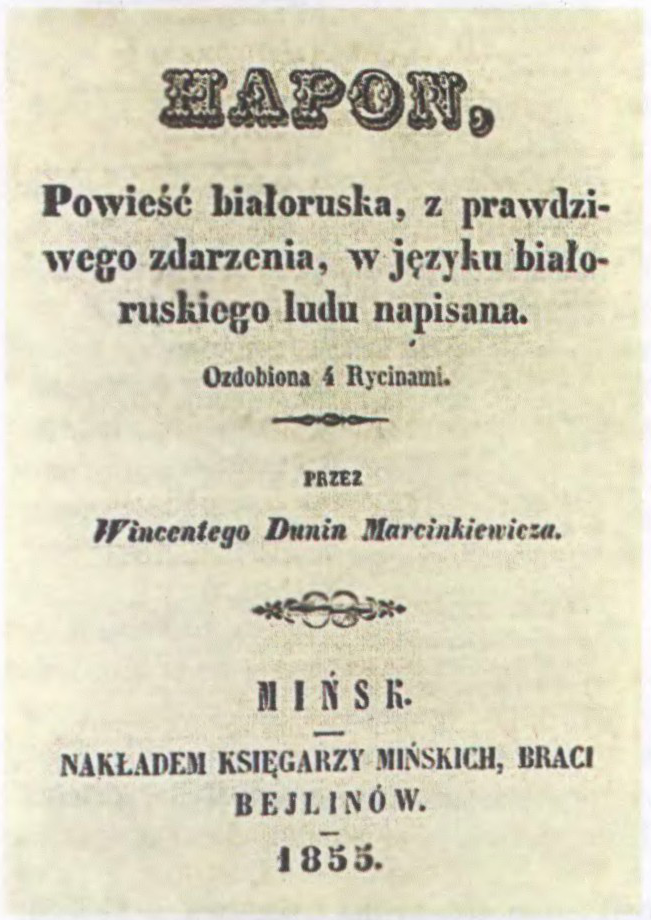 HAPON,
Powieść białoruska, z prawdzi-
wego zdarzenia, w języku biało-
ruskiego ludu napisana.
Ozdobiona 4 Rycinami.
PRZEZ
Wincentego Dunin Marcinkiewicza.
MIŃSK.
NAKŁADEM KSIĘGARZY MIŃSKICH, BRACI
BEJLINÓW.
1855.